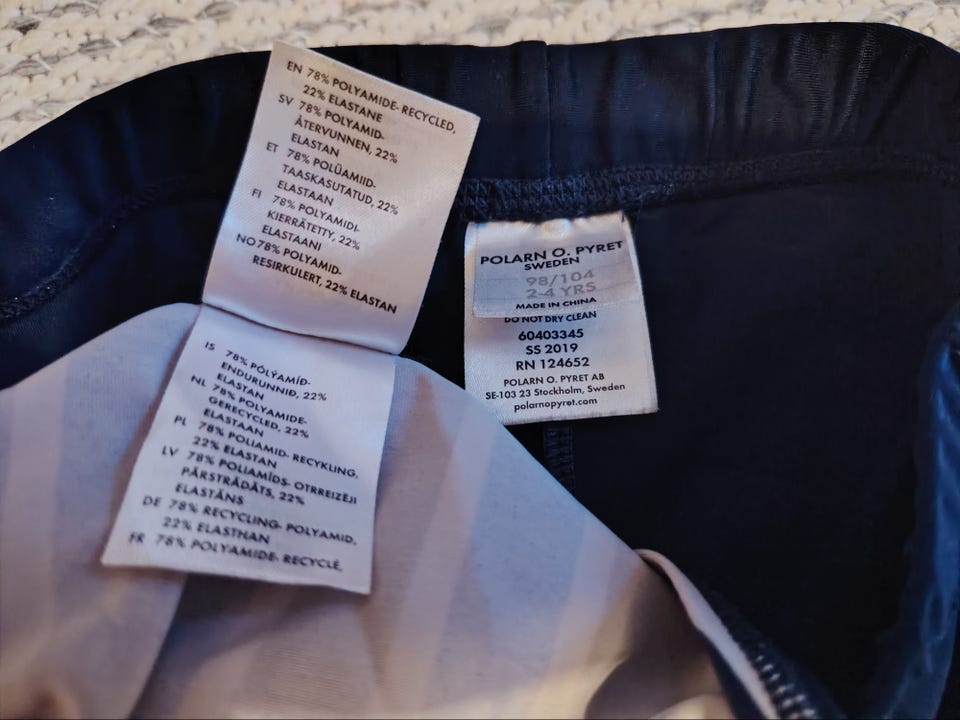 EN 78% POLYAMIDE- RECYCLED,
22% ELASTANE
SV 78% POLYAMID-
ÅTERVUNNEN, 22%
ELASTAN
ET 78% POLÜAMIID-
TAASKASUTATUD, 22%
ELASTAAN
FI 78% POLYAMIDI-
KIERRÄTETTY, 22%
ELASTAANI
NO 78% POLYAMID-
RESIRKULERT, 22% ELASTAN
IS 78% PÓLÝAMÍÐ-
ENDURUNNIÐ, 22%
ELASTAN
NL 78% POLYAMIDE-
GERECYCLED, 22%
ELASTAAN
PL 78% POLIAMID- RECYKLING,
22% ELASTAN
LV 78% POLIAMĪDS- OTRREIZĒJI
PĀRSTRĀDĀTS, 22%
ELASTĀNS
DE 78% RECYCLING- POLYAMID,
22% ELASTHAN
FR 78% POLYAMIDE- RECYCLÉ,
POLARN O. PYRET
SWEDEN
98/104
2-4 YRS
MADE IN CHINA
DO NOT DRY CLEAN
60403345
SS 2019
RN 124652
POLARN O. PYRET AB
SE-103 23 Stockholm, Sweden
polarnopyret.com